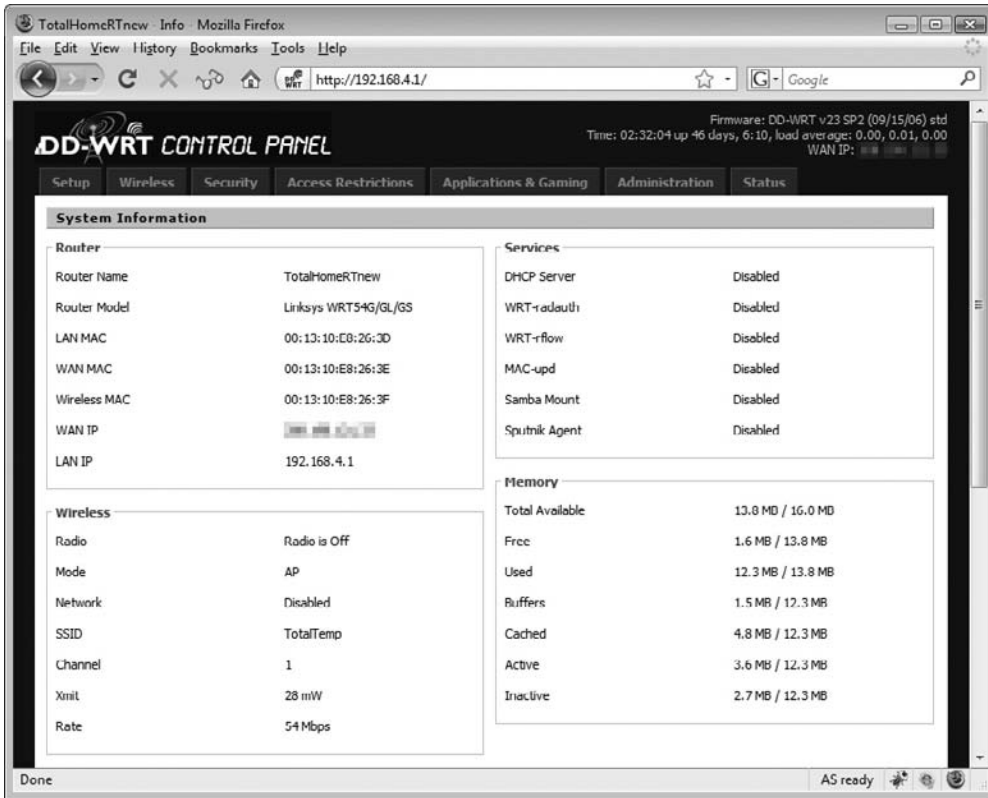 TotalHomeRTnew - Info - Mozilla Firefox
File Edit View History Bookmarks Tools Help
http://192.168.4.1/
G Google
DD-WRT CONTROL PANEL
Firmware: DD-WRT v23 SP2 (09/15/06) std
Time: 02:32:04 up 46 days, 6:10, load average: 0.00, 0.01, 0.00
WAN IP:
Setup Wireless Security Access Restrictions Applications & Gaming Administration Status
System Information
Router
Router Name TotalHomeRTnew
Router Model Linksys WRT54G/GL/GS
LAN MAC 00:13:10:E8:26:3D
WAN MAC 00:13:10:E8:26:3E
Wireless MAC 00:13:10:E8:26:3F
WAN IP
LAN IP 192.168.4.1
Wireless
Radio Radio is Off
Mode AP
Network Disabled
SSID TotalTemp
Channel 1
Xmit 28 mW
Rate 54 Mbps
Services
DHCP Server Disabled
WRT-radauth Disabled
WRT-rflow Disabled
MAC-upd Disabled
Samba Mount Disabled
Sputnik Agent Disabled
Memory
Total Available 13.8 MB / 16.0 MB
Free 1.6 MB / 13.8 MB
Used 12.3 MB / 13.8 MB
Buffers 1.5 MB / 12.3 MB
Cached 4.8 MB / 12.3 MB
Active 3.6 MB / 12.3 MB
Inactive 2.7 MB / 12.3 MB
Done
AS ready